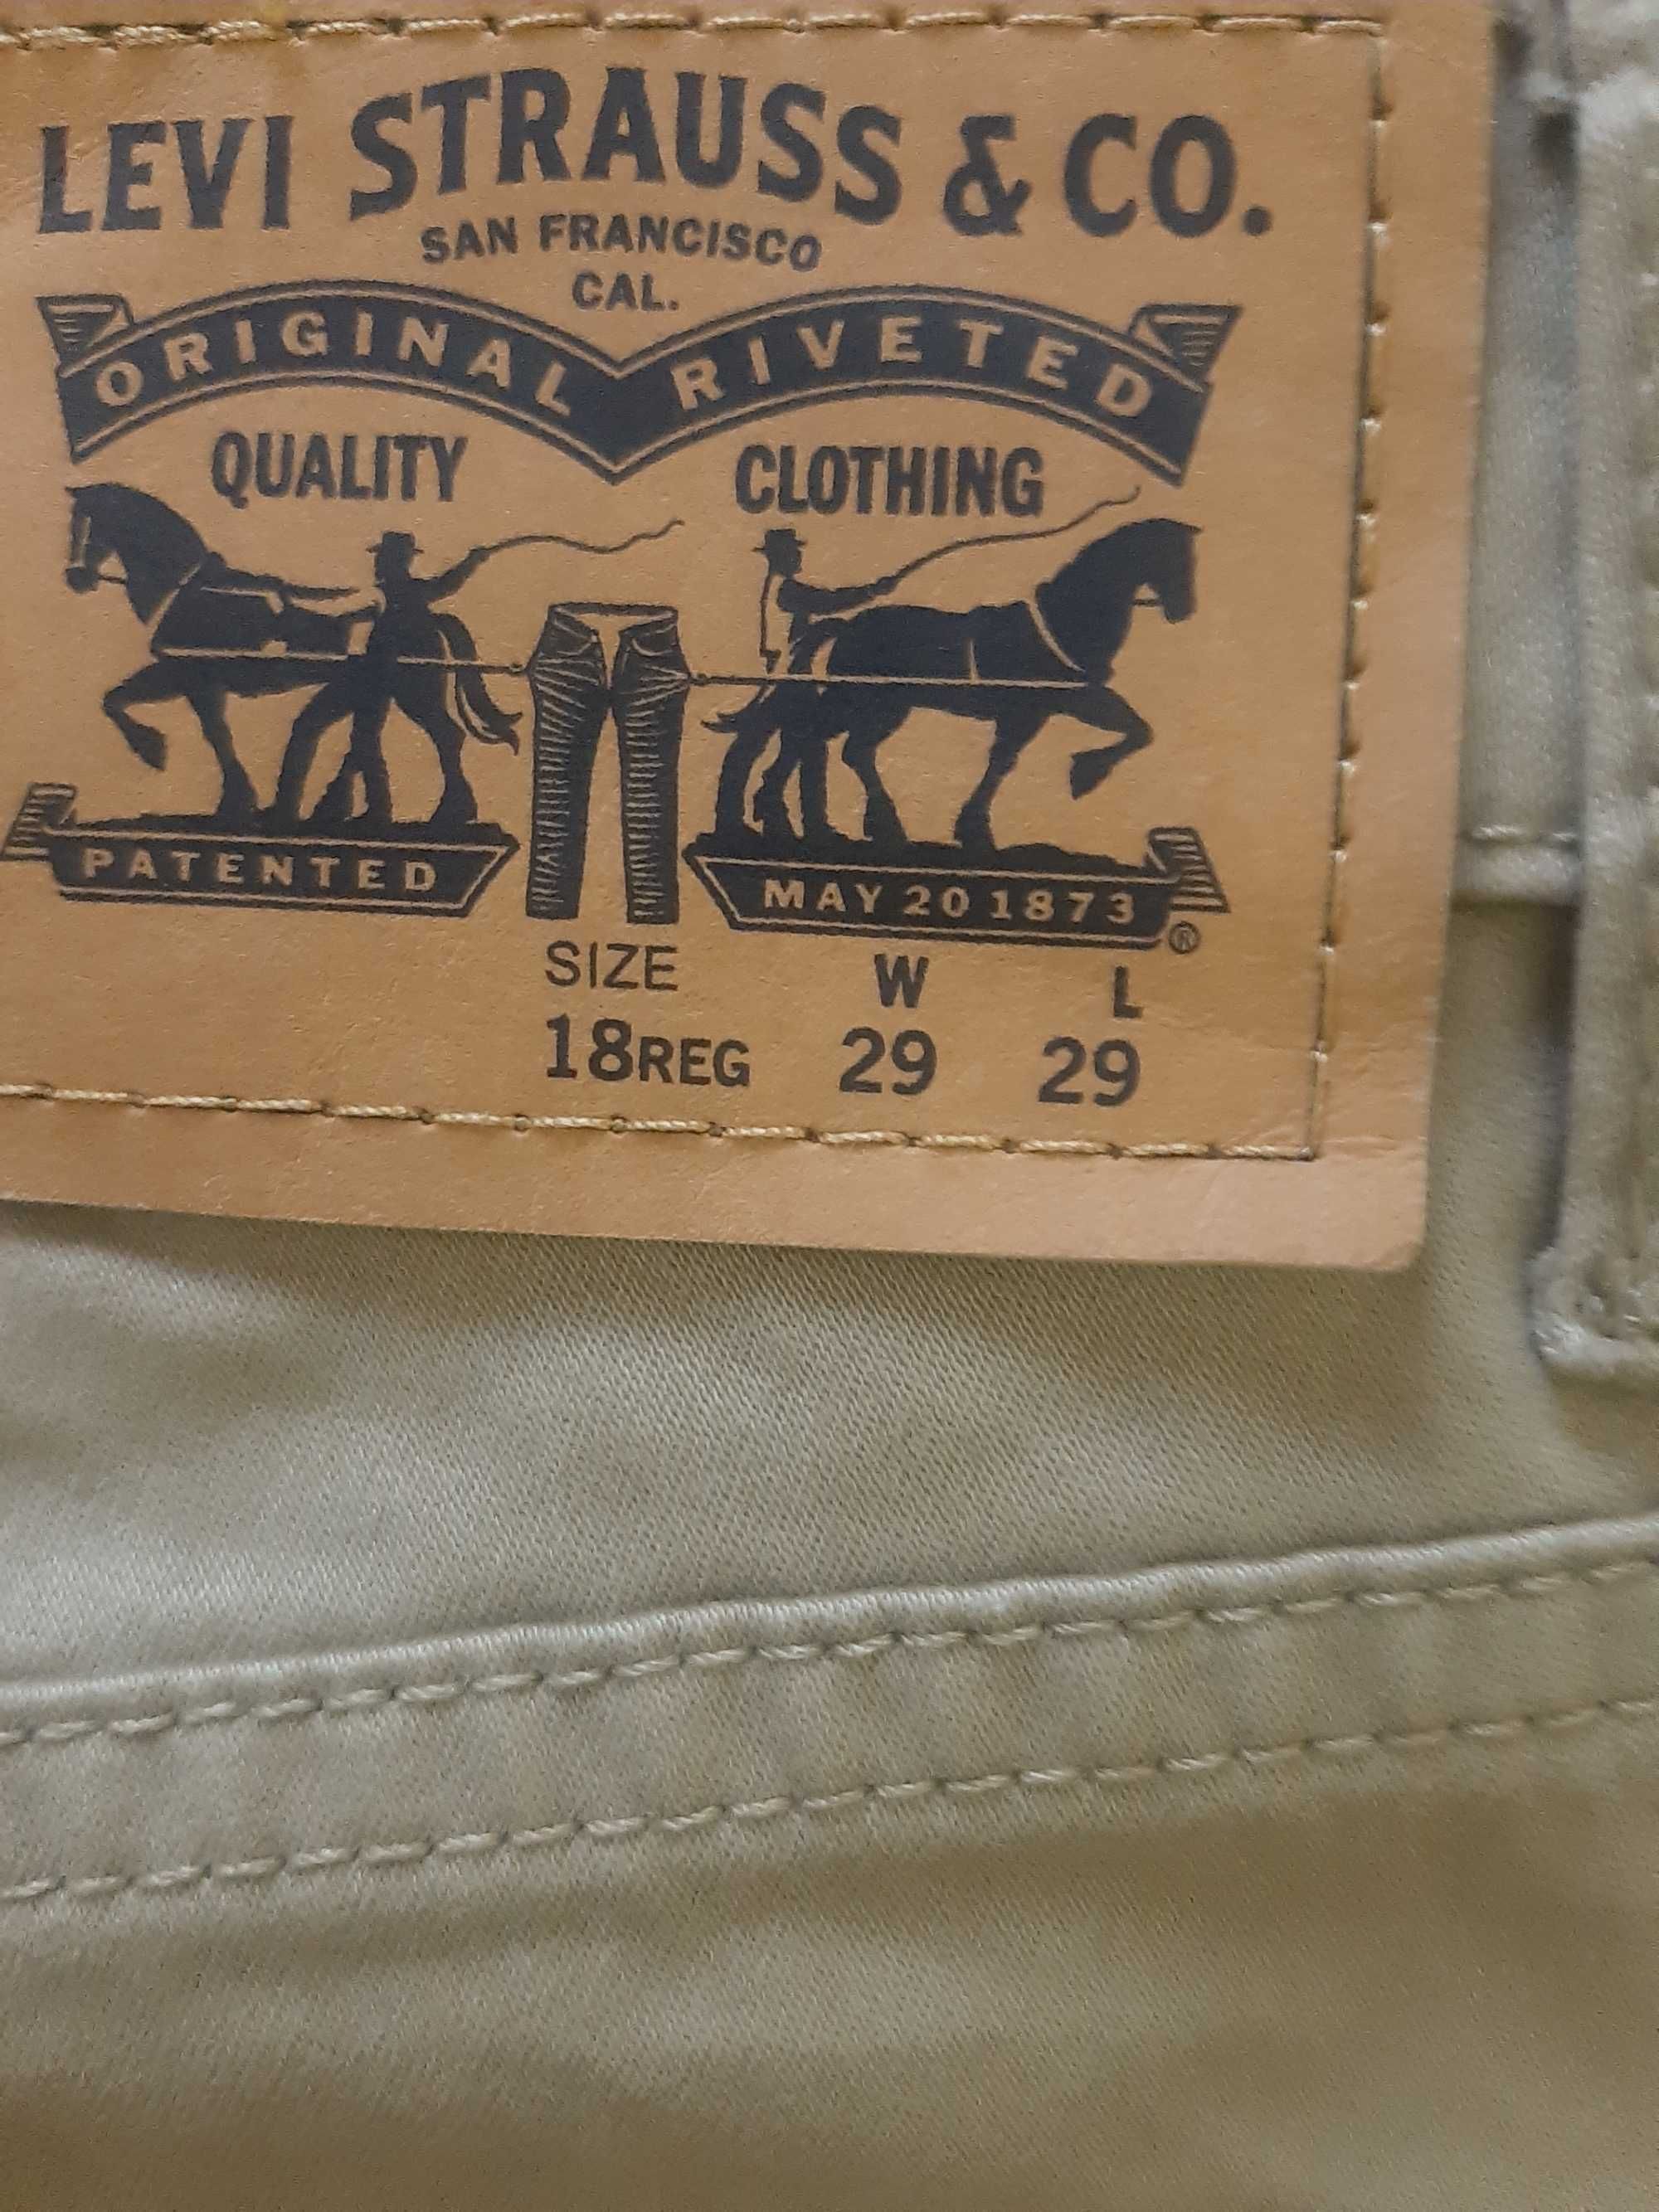 LEVI STRAUSS & CO.
SAN FRANCISCO
CAL.
ORIGINAL RIVETED
QUALITY CLOTHING
PATENTED MAY 20 1873
®
SIZE W L
18REG 29 29